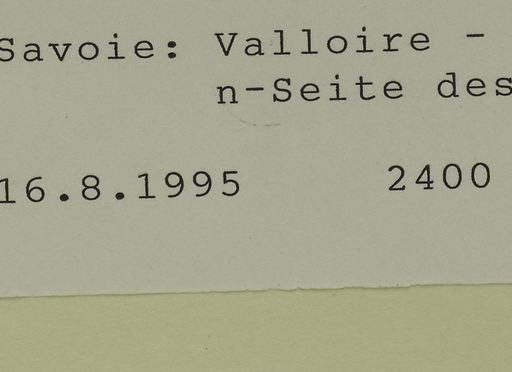 Savoie: Valloire -
n-Seite des
16.8.1995 2400